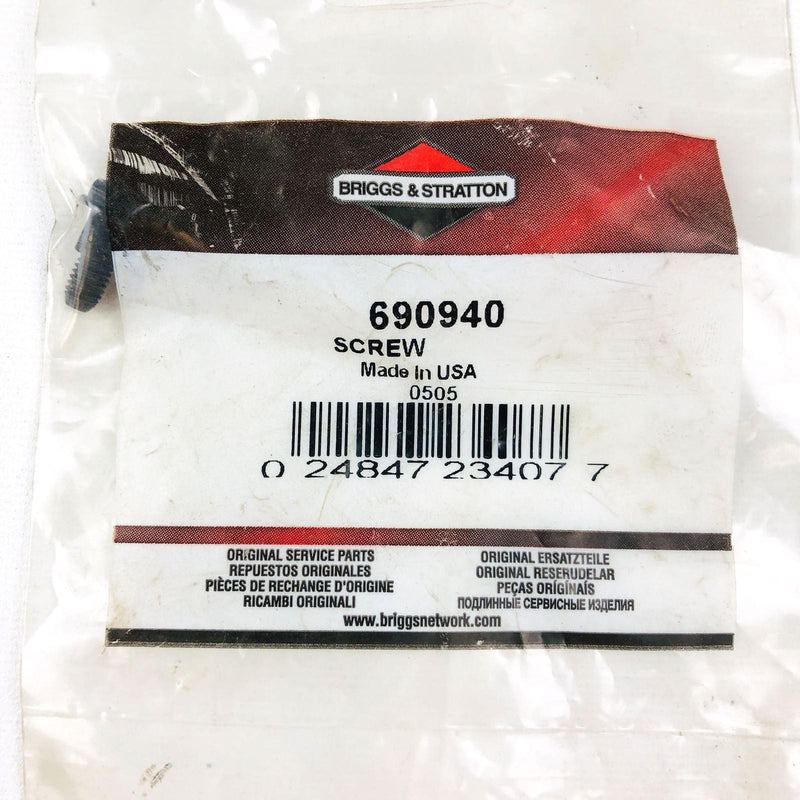 BRIGGS & STRATTON
690940
SCREW
Made In USA
0505
0 24847 23407 7
ORIGINAL SERVICE PARTS
REPUESTOS ORIGINALES
PIÈCES DE RECHANGE D'ORIGINE
RICAMBI ORIGINALI
ORIGINAL ERSATZTEILE
ORIGINAL RESERUDELAR
PEÇAS ORIGINAIS
ПОДЛИННЫЕ СЕРВИСНЫЕ ИЗДЕЛИЯ
www.briggsnetwork.com